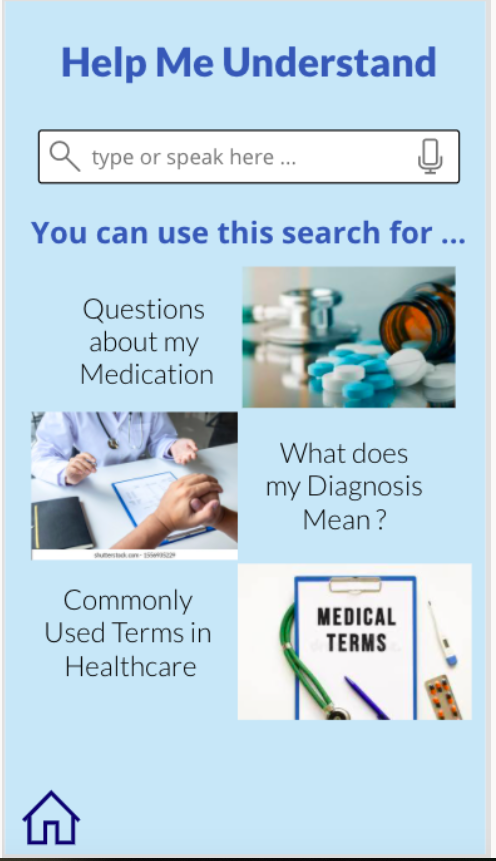 Help Me Understand
type or speak here ...
You can use this search for ...
Questions
about my
Medication
What does
my Diagnosis
Mean ?
shutterstock.com · 1556935229
Commonly
Used Terms in
Healthcare
MEDICAL
TERMS